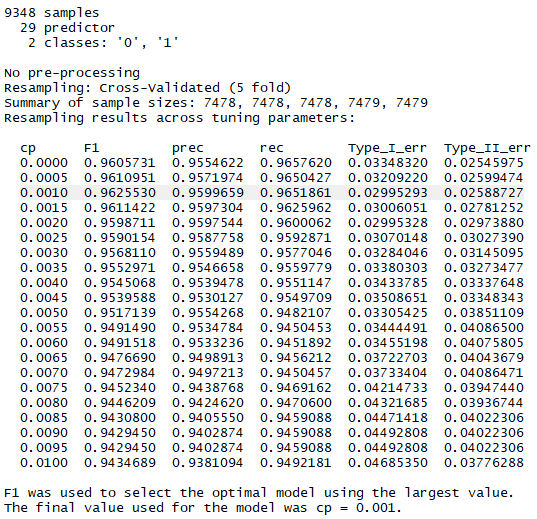 9348 samples
29 predictor
2 classes: '0', '1'
No pre-processing
Resampling: Cross-Validated (5 fold)
Summary of sample sizes: 7478, 7478, 7478, 7479, 7479
Resampling results across tuning parameters:
cp F1 prec rec Type_I_err Type_II_err
0.0000 0.9605731 0.9554622 0.9657620 0.03348320 0.02545975
0.0005 0.9610951 0.9571974 0.9650427 0.03209220 0.02599474
0.0010 0.9625530 0.9599659 0.9651861 0.02995293 0.02588727
0.0015 0.9611422 0.9597304 0.9625962 0.03006051 0.02781252
0.0020 0.9598711 0.9597544 0.9600062 0.02995328 0.02973880
0.0025 0.9590154 0.9587758 0.9592871 0.03070148 0.03027390
0.0030 0.9568110 0.9559489 0.9577046 0.03284046 0.03145095
0.0035 0.9552971 0.9546658 0.9559779 0.03380303 0.03273477
0.0040 0.9545068 0.9539478 0.9551147 0.03433785 0.03337648
0.0045 0.9539588 0.9530127 0.9549709 0.03508651 0.03348343
0.0050 0.9517139 0.9554268 0.9482107 0.03305425 0.03851109
0.0055 0.9491490 0.9534784 0.9450453 0.03444491 0.04086500
0.0060 0.9491518 0.9533236 0.9451892 0.03455198 0.04075805
0.0065 0.9476690 0.9498913 0.9456212 0.03722703 0.04043679
0.0070 0.9472984 0.9497213 0.9450457 0.03733404 0.04086471
0.0075 0.9452340 0.9438768 0.9469162 0.04214733 0.03947440
0.0080 0.9446209 0.9424620 0.9470600 0.04321685 0.03936744
0.0085 0.9430800 0.9405550 0.9459088 0.04471418 0.04022306
0.0090 0.9429450 0.9402874 0.9459088 0.04492808 0.04022306
0.0095 0.9429450 0.9402874 0.9459088 0.04492808 0.04022306
0.0100 0.9434689 0.9381094 0.9492181 0.04685350 0.03776288
F1 was used to select the optimal model using the largest value.
The final value used for the model was cp = 0.001.